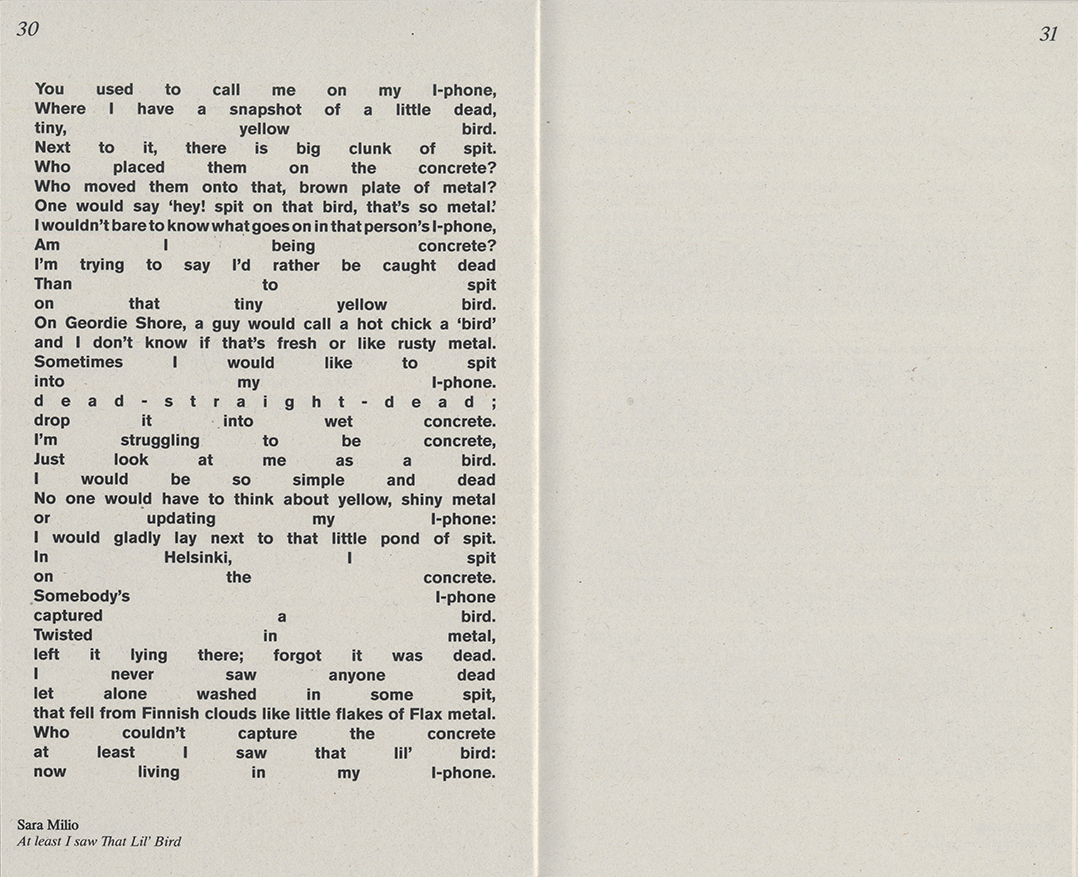 30
31
You used to call me on my I-phone,
Where I have a snapshot of a little dead,
tiny, yellow bird.
Next to it, there is big clunk of spit.
Who placed them on the concrete?
Who moved them onto that, brown plate of metal?
One would say ‘hey! spit on that bird, that’s so metal.’
I wouldn’t bare to know what goes on in that person’s I-phone,
Am I being concrete?
I’m trying to say I’d rather be caught dead
Than to spit
on that tiny yellow bird.
On Geordie Shore, a guy would call a hot chick a ‘bird’
and I don’t know if that’s fresh or like rusty metal.
Sometimes I would like to spit
into my I-phone.
dead-straight-dead;
drop it into wet concrete.
I’m struggling to be concrete,
Just look at me as a bird.
I would be so simple and dead
No one would have to think about yellow, shiny metal
or updating my I-phone:
I would gladly lay next to that little pond of spit.
In Helsinki, I spit
on the concrete.
Somebody’s I-phone
captured a bird.
Twisted in metal,
left it lying there; forgot it was dead.
I never saw anyone dead
let alone washed in some spit,
that fell from Finnish clouds like little flakes of Flax metal.
Who couldn’t capture the concrete
at least I saw that lil’ bird:
now living in my I-phone.
Sara Milio
At least I saw That Lil’ Bird